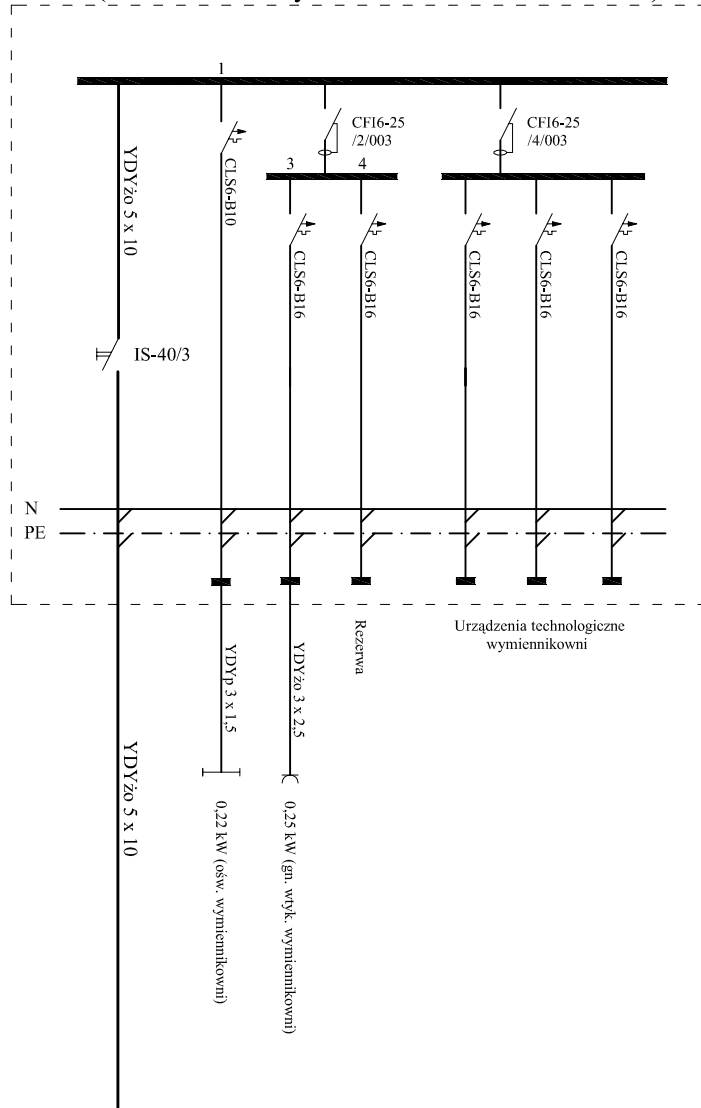 1
CFI6-25
/2/003
CFI6-25
/4/003
3
4
YDYżo 5 x 10
CLS6-B10
CLS6-B16
CLS6-B16
CLS6-B16
CLS6-B16
CLS6-B16
IS-40/3
N
PE
Rezerwa
Urządzenia technologiczne
wymiennikowni
YDYp 3 x 1,5
YDYżo 3 x 2,5
YDYżo 5 x 10
0,22 kW (ośw. wymiennikowni)
0,25 kW (gn. wtyk. wymiennikowni)